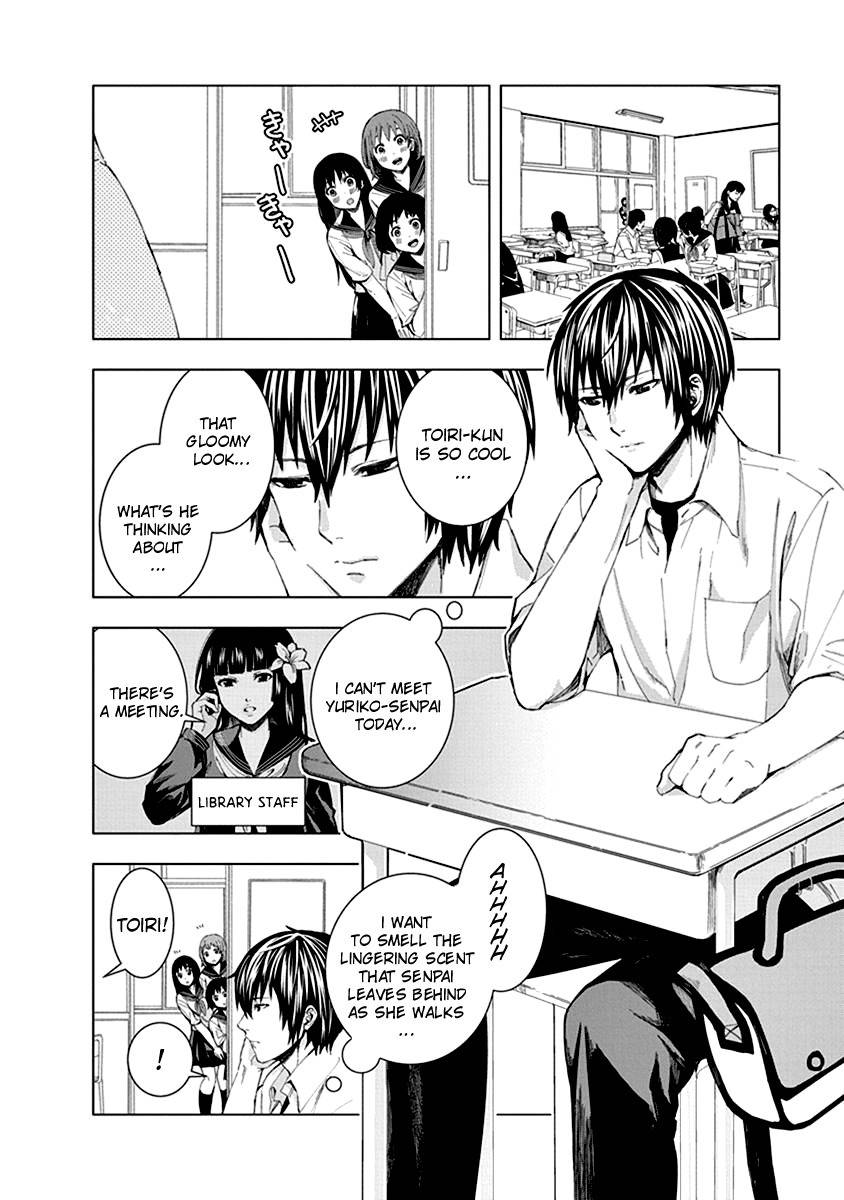 きゃーきゃー
TOIRI-KUN
IS SO COOL
...
THAT
GLOOMY
LOOK...
WHAT'S HE
THINKING
ABOUT
...
I CAN'T MEET
YURIKO-SENPAI
TODAY...
THERE'S
A MEETING.
LIBRARY STAFF
AHHHHH
I WANT
TO SMELL THE
LINGERING SCENT
THAT SENPAI
LEAVES BEHIND
AS SHE WALKS
...
TOIRI!
!